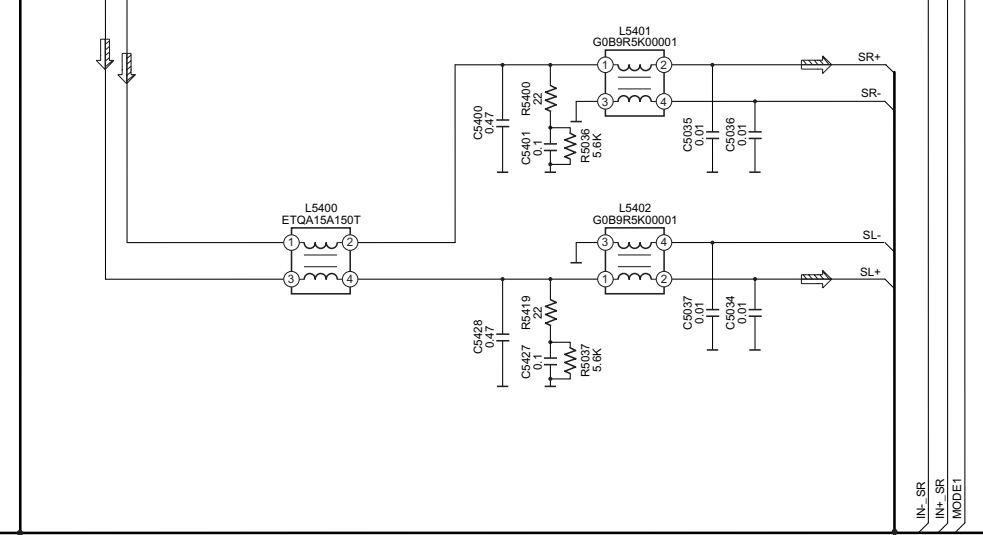 L5401
G0B9R5K00001
1
2
SR+
3
4
SR-
C5400
0.47
R5400
22
C5401
0.1
R5036
5.6K
C5035
0.01
C5036
0.01
L5400
ETQA15A150T
1
2
3
4
L5402
G0B9R5K00001
3
4
SL-
1
2
SL+
C5428
0.47
R5419
22
C5427
0.1
R5037
5.6K
C5037
0.01
C5034
0.01
IN-_SR
IN+_SR
MODE1